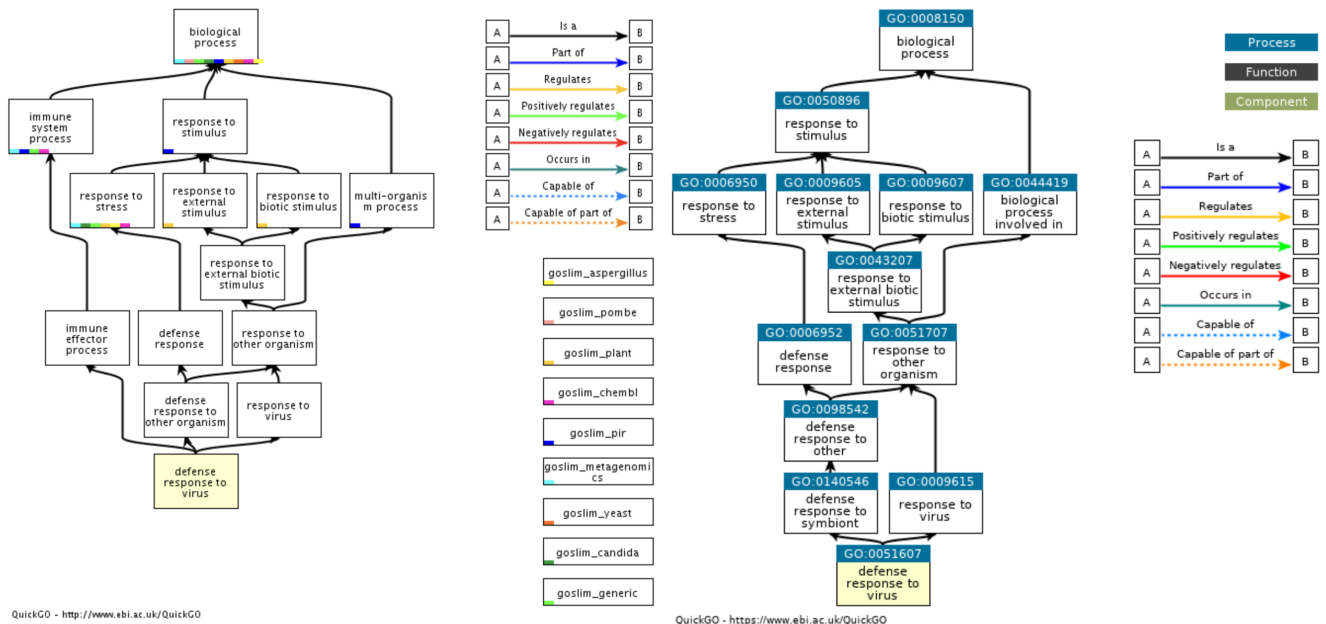 biological
process
immune
system
process
response to
stimulus
response to
stress
response to
external
stimulus
response to
biotic stimulus
multi-organis
m process
response to
external biotic
stimulus
immune
effector
process
defense
response
response to
other organism
defense
response to
other organism
response to
virus
defense
response to
virus
QuickGO - http://www.ebi.ac.uk/QuickGO
A Is a B
A Part of B
A Regulates B
A Positively regulates B
A Negatively regulates B
A Occurs in B
A Capable of B
A Capable of part of B
goslim_aspergillus
goslim_pombe
goslim_plant
goslim_chembl
goslim_pir
goslim_metagenomi
cs
goslim_yeast
goslim_candida
goslim_generic
GO:0008150
biological
process
GO:0050896
response to
stimulus
GO:0006950
response to
stress
GO:0009605
response to
external
stimulus
GO:0009607
response to
biotic stimulus
GO:0044419
biological
process
involved in
GO:0043207
response to
external biotic
stimulus
GO:0006952
defense
response
GO:0051707
response to
other
organism
GO:0098542
defense
response to
other
GO:0140546
defense
response to
symbiont
GO:0009615
response to
virus
GO:0051607
defense
response to
virus
QuickGO - https://www.ebi.ac.uk/QuickGO
Process
Function
Component
A Is a B
A Part of B
A Regulates B
A Positively regulates B
A Negatively regulates B
A Occurs in B
A Capable of B
A Capable of part of B